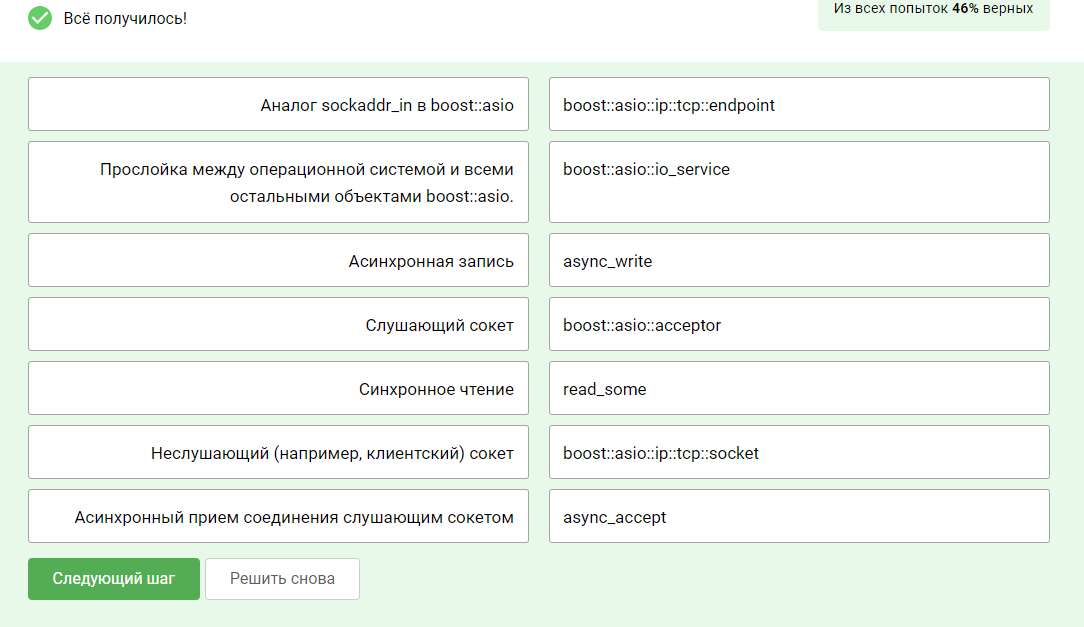 Всё получилось!
Из всех попыток 46% верных
Аналог sockaddr_in в boost::asio
boost::asio::ip::tcp::endpoint
Прослойка между операционной системой и всеми
остальными объектами boost::asio.
boost::asio::io_service
Асинхронная запись
async_write
Слушающий сокет
boost::asio::acceptor
Синхронное чтение
read_some
Неслушающий (например, клиентский) сокет
boost::asio::ip::tcp::socket
Асинхронный прием соединения слушающим сокетом
async_accept
Следующий шаг
Решить снова